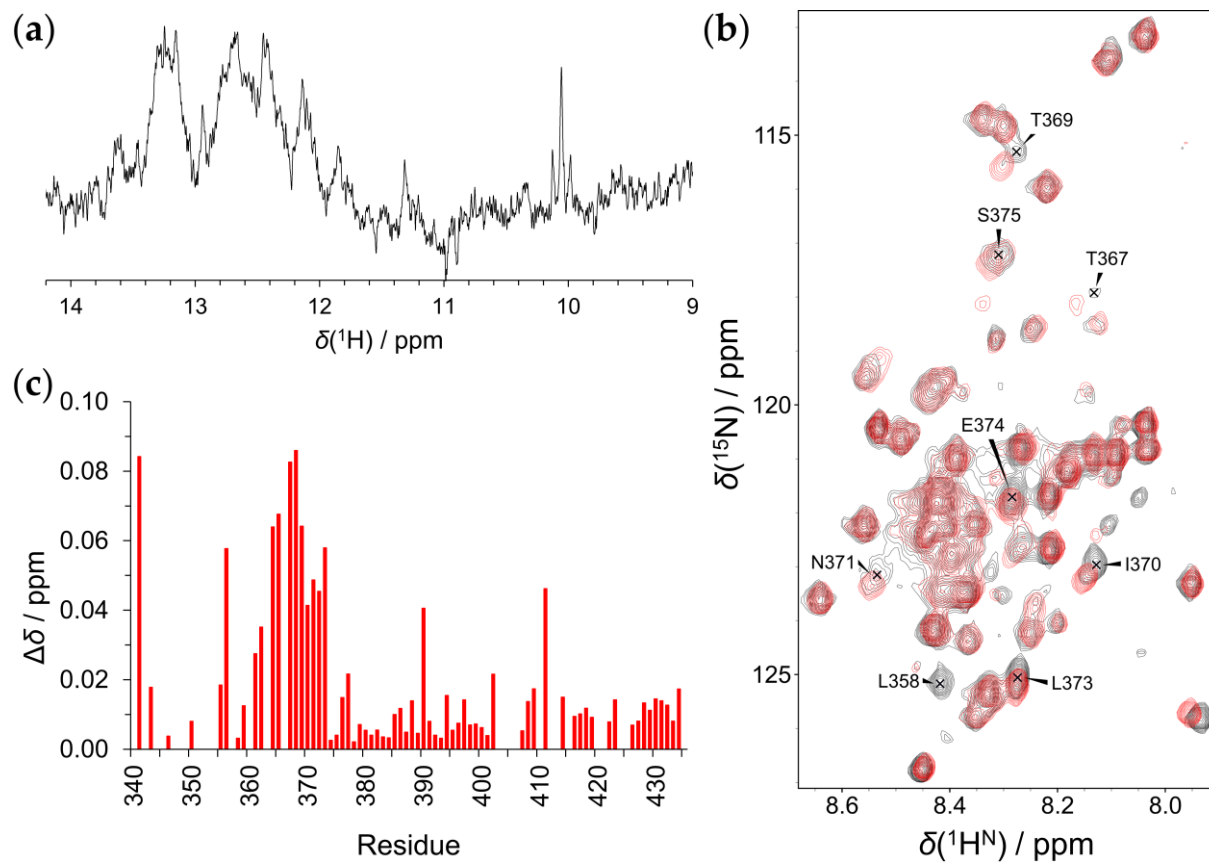 (a)
14 13 12 11 10 9
δ(¹H) / ppm
(b)
115
120
125
δ(¹⁵N) / ppm
T369
S375
T367
E374
N371
I370
L358
L373
8.6 8.4 8.2 8.0
δ(¹Hᴺ) / ppm
(c)
0.10
0.08
0.06
0.04
0.02
0.00
Δδ / ppm
340 350 360 370 380 390 400 410 420 430
Residue